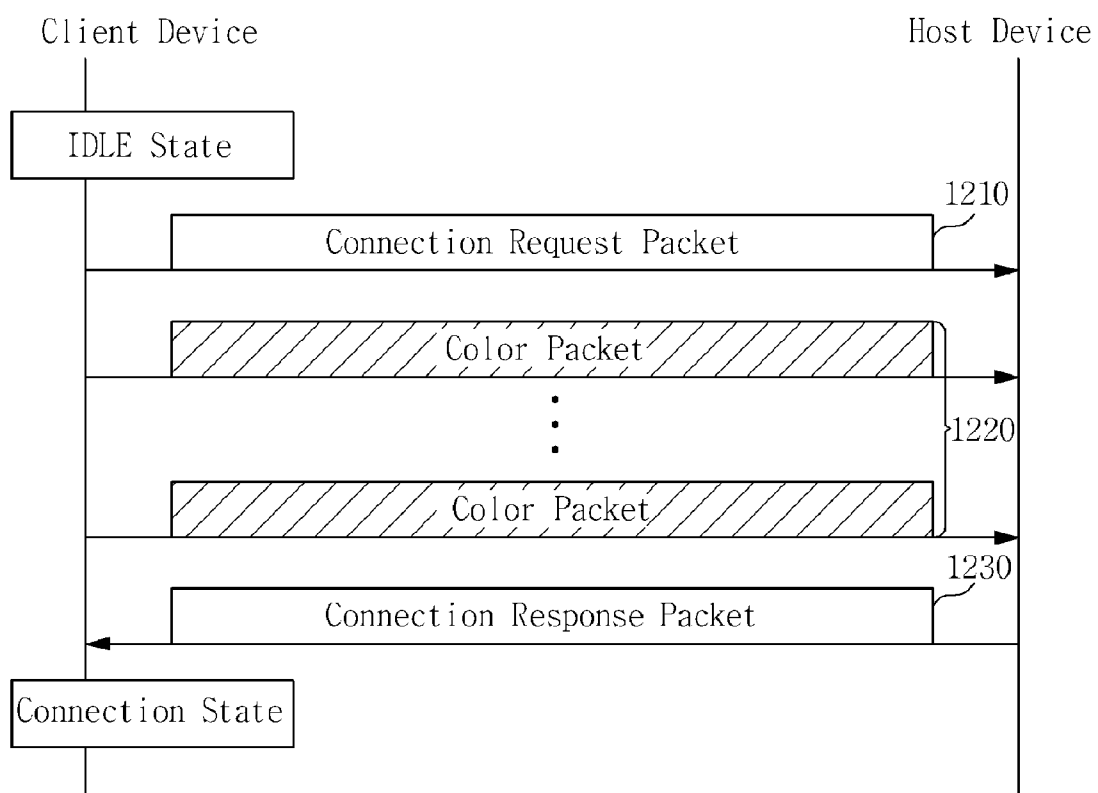 Client Device
Host Device
IDLE State
1210
Connection Request Packet
Color Packet
1220
Color Packet
1230
Connection Response Packet
Connection State